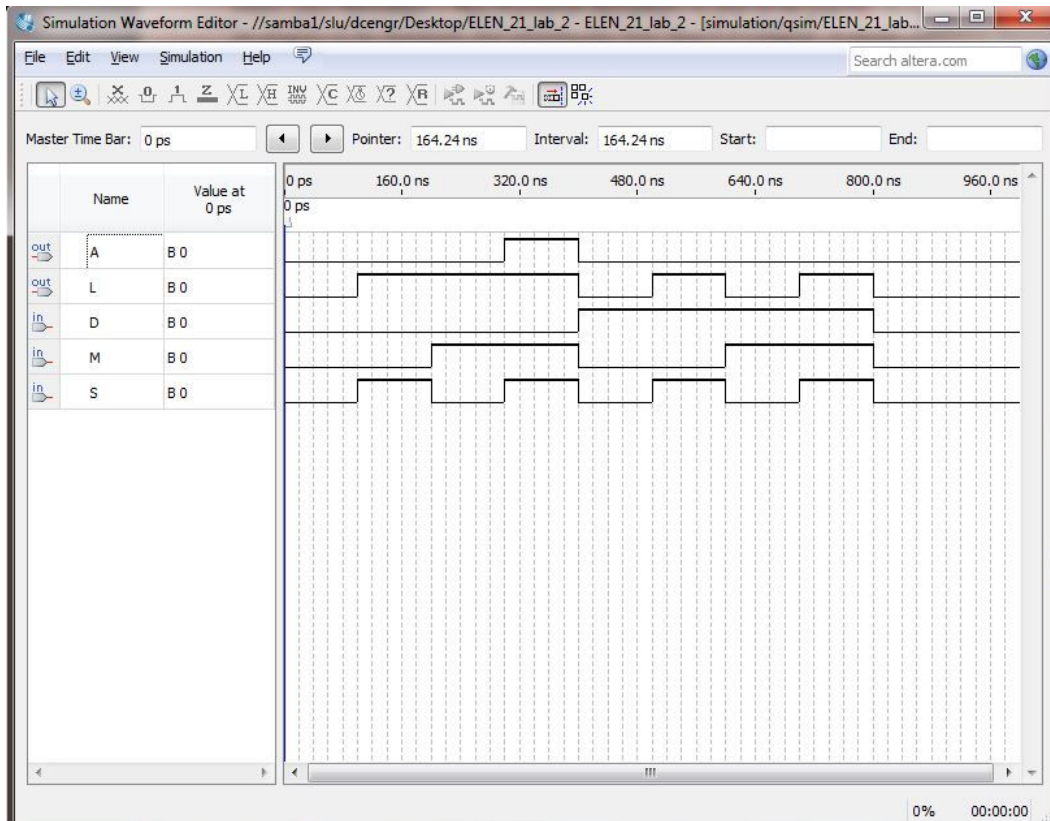 Simulation Waveform Editor - //samba1/slu/dcengr/Desktop/ELEN_21_lab_2 - ELEN_21_lab_2 - [simulation/qsim/ELEN_21_lab...
File Edit View Simulation Help
Search altera.com
Master Time Bar: 0 ps Pointer: 164.24 ns Interval: 164.24 ns Start: End:
Name Value at 0 ps
0 ps 160.0 ns 320.0 ns 480.0 ns 640.0 ns 800.0 ns 960.0 ns
0 ps
out A B 0
out L B 0
in D B 0
in M B 0
in S B 0
0% 00:00:00